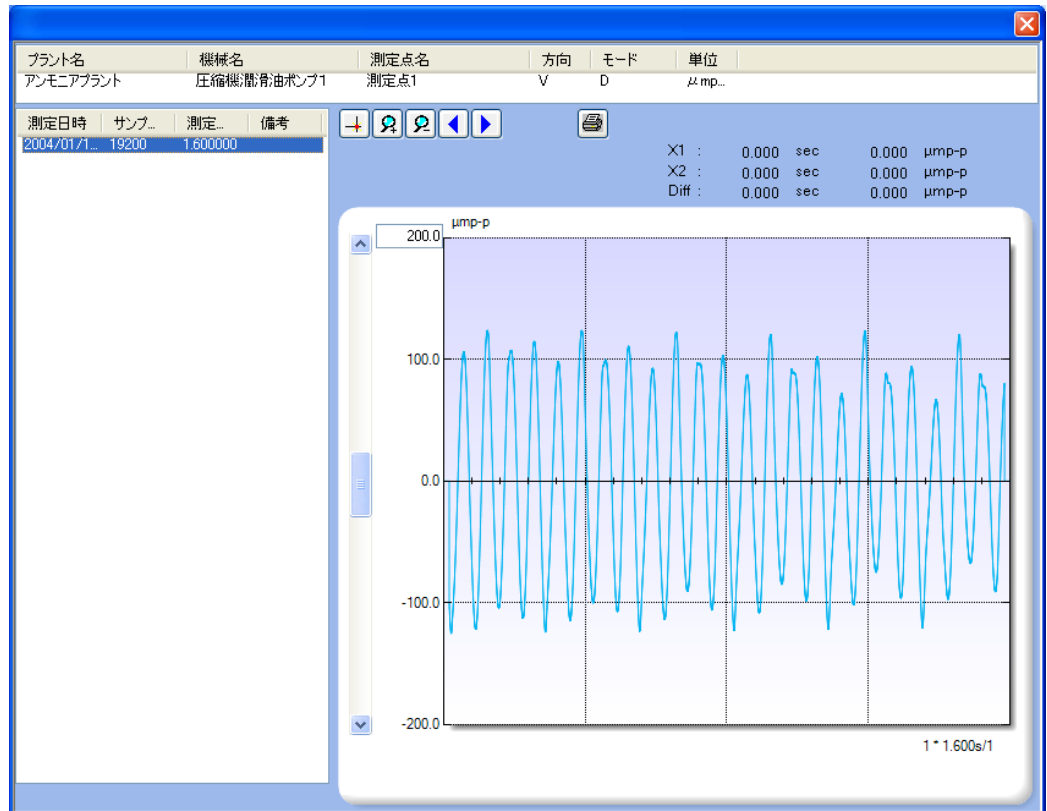 プラント名 機械名 測定点名 方向 モード 単位
アンモニアプラント 圧縮機潤滑油ポンプ1 測定点1 V D μmp...
測定日時 サンプ... 測定... 備考
2004/01/1... 19200 1.600000
X1 : 0.000 sec 0.000 μmp-p
X2 : 0.000 sec 0.000 μmp-p
Diff : 0.000 sec 0.000 μmp-p
μmp-p
200.0
100.0
0.0
-100.0
-200.0
1 * 1.600s/1